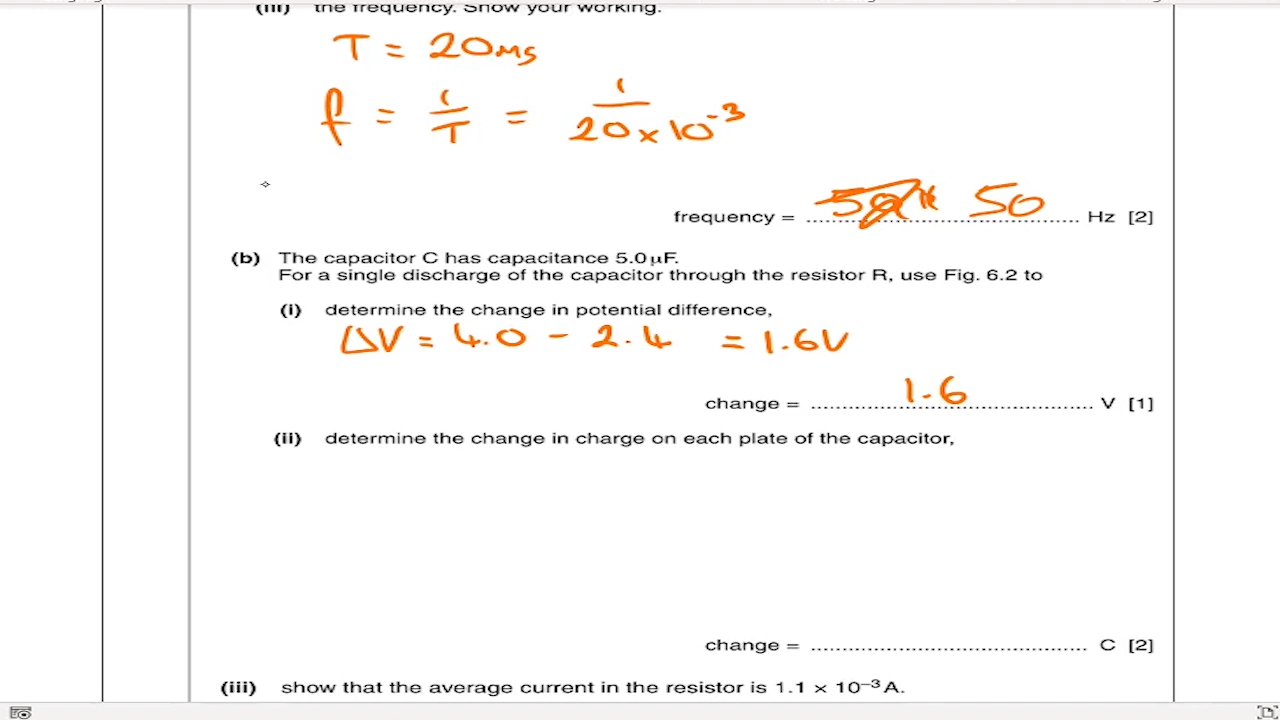 (iii) the frequency. Show your working.
T = 20ms
f = 1/T = 1/20 x 10⁻³
frequency = 50 Hz [2]
(b) The capacitor C has capacitance 5.0 μF.
For a single discharge of the capacitor through the resistor R, use Fig. 6.2 to
(i) determine the change in potential difference,
ΔV = 4.0 - 2.4 = 1.6V
change = 1.6 V [1]
(ii) determine the change in charge on each plate of the capacitor,
change = ........................................ C [2]
(iii) show that the average current in the resistor is 1.1 × 10⁻³ A.